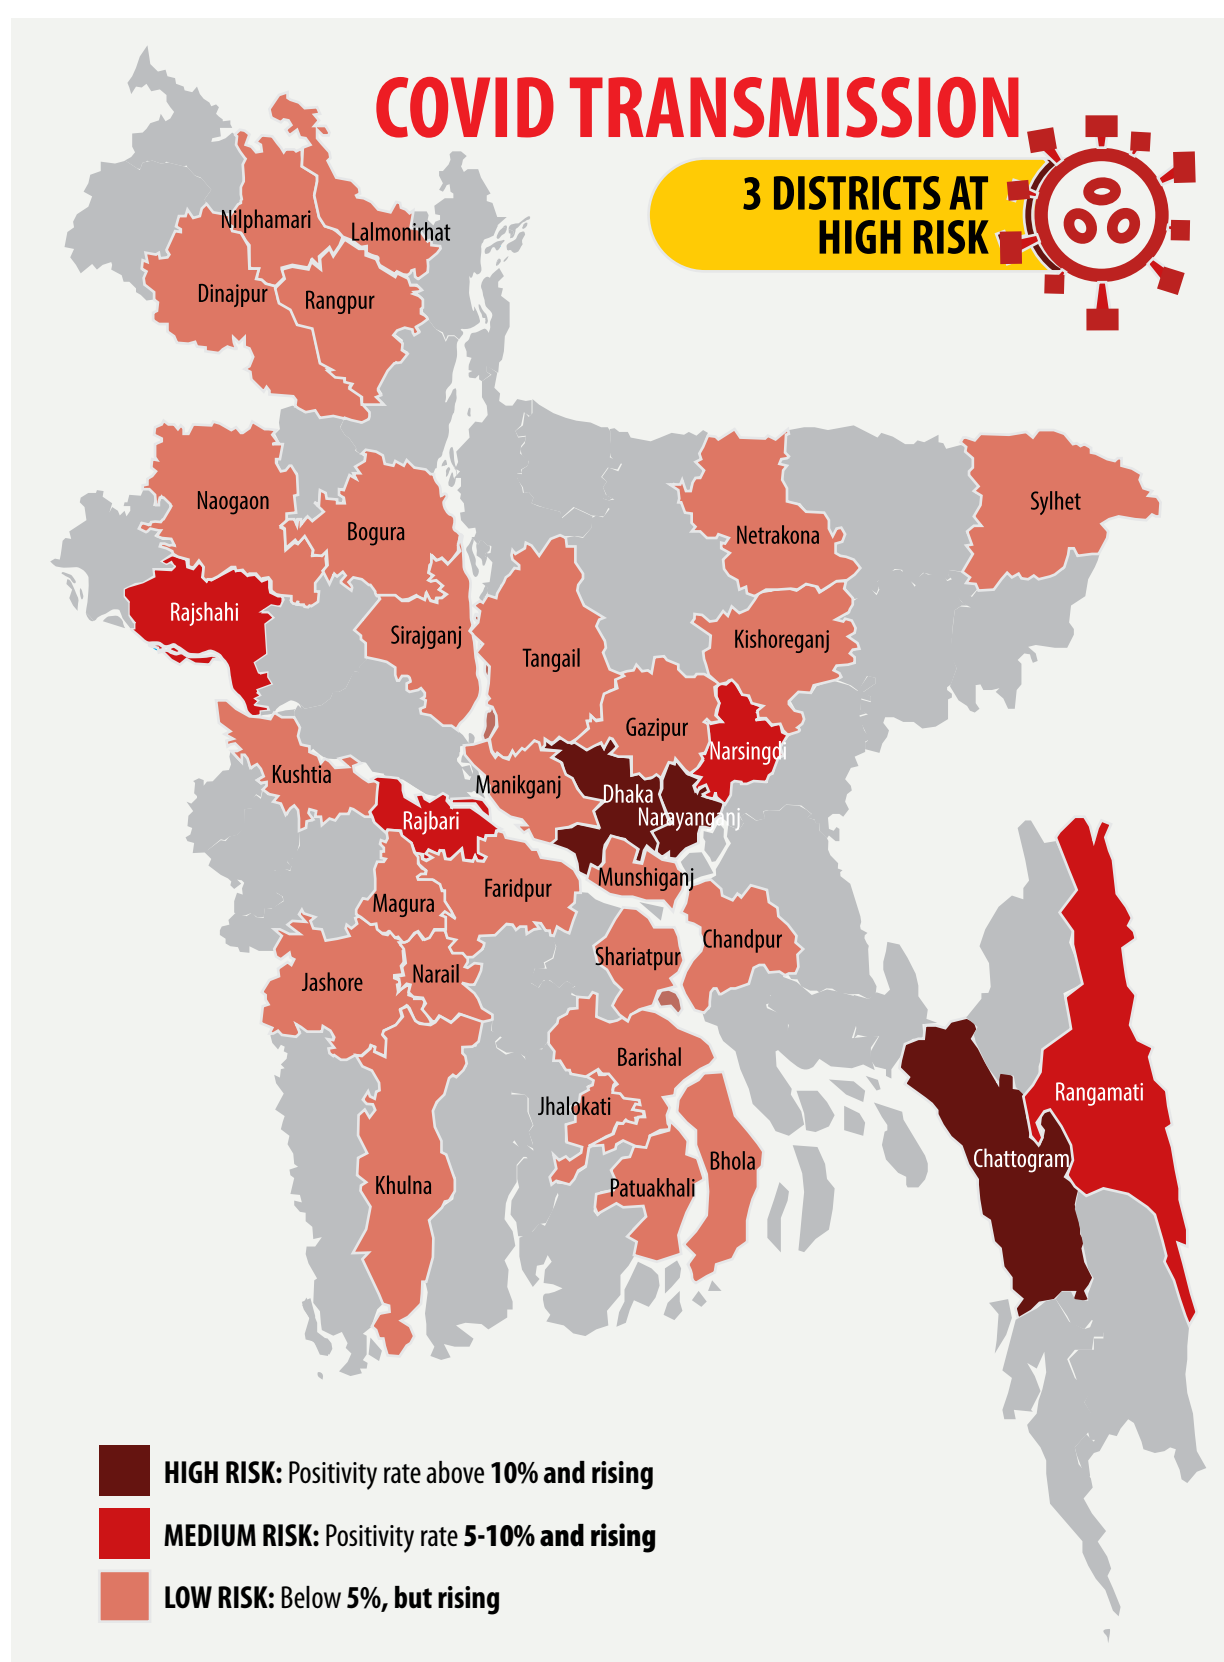 COVID TRANSMISSION
3 DISTRICTS AT
HIGH RISK
Nilphamari
Lalmonirhat
Dinajpur
Rangpur
Naogaon
Bogura
Netrakona
Sylhet
Rajshahi
Sirajganj
Tangail
Kishoreganj
Gazipur
Narsingdi
Kushtia
Manikganj
Dhaka
Rajbari
Narayanganj
Munshiganj
Faridpur
Magura
Chandpur
Shariatpur
Jashore
Narail
Barishal
Rangamati
Jhalokati
Chattogram
Bhola
Khulna
Patuakhali
HIGH RISK: Positivity rate above 10% and rising
MEDIUM RISK: Positivity rate 5-10% and rising
LOW RISK: Below 5%, but rising